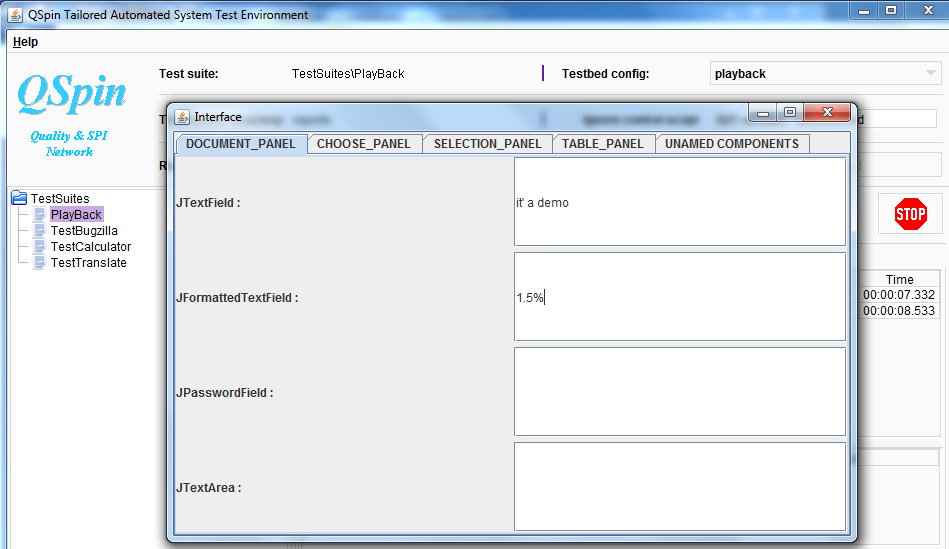 QSpin Tailored Automated System Test Environment
Help
QSpin
Quality & SPI
Network
Test suite: TestSuites\PlayBack Testbed config: playback
Interface
DOCUMENT_PANEL CHOOSE_PANEL SELECTION_PANEL TABLE_PANEL UNAMED COMPONENTS
TestSuites
PlayBack
TestBugzilla
TestCalculator
TestTranslate
JTextField : it' a demo
JFormattedTextField : 1.5%
JPasswordField :
JTextArea :
STOP
Time
00:00:07.332
00:00:08.533